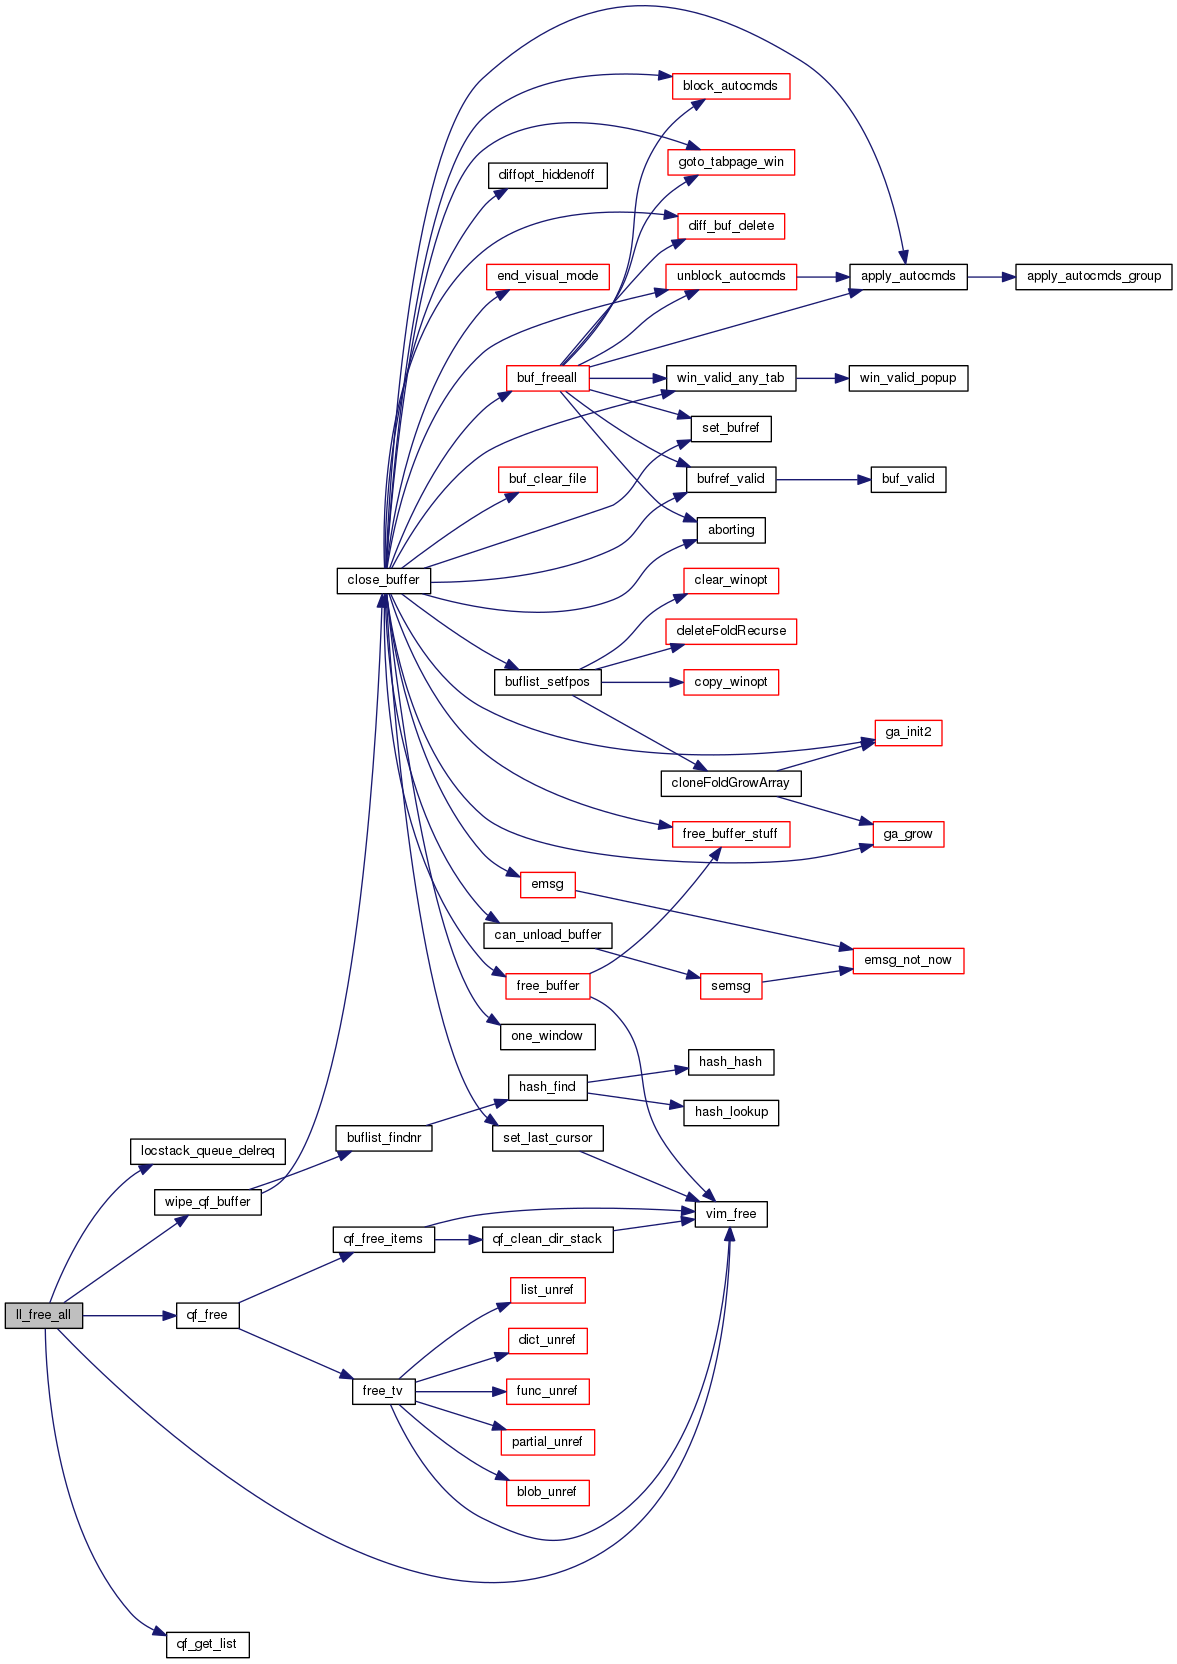 block_autocmds
goto_tabpage_win
diffopt_hiddenoff
diff_buf_delete
end_visual_mode
unblock_autocmds
apply_autocmds
apply_autocmds_group
buf_freeall
win_valid_any_tab
win_valid_popup
set_bufref
buf_clear_file
bufref_valid
buf_valid
aborting
close_buffer
clear_winopt
deleteFoldRecurse
buflist_setfpos
copy_winopt
ga_init2
cloneFoldGrowArray
free_buffer_stuff
ga_grow
emsg
can_unload_buffer
emsg_not_now
free_buffer
semsg
one_window
hash_hash
hash_find
hash_lookup
buflist_findnr
set_last_cursor
locstack_queue_delreq
wipe_qf_buffer
vim_free
qf_free_items
qf_clean_dir_stack
list_unref
ll_free_all
qf_free
dict_unref
free_tv
func_unref
partial_unref
blob_unref
qf_get_list